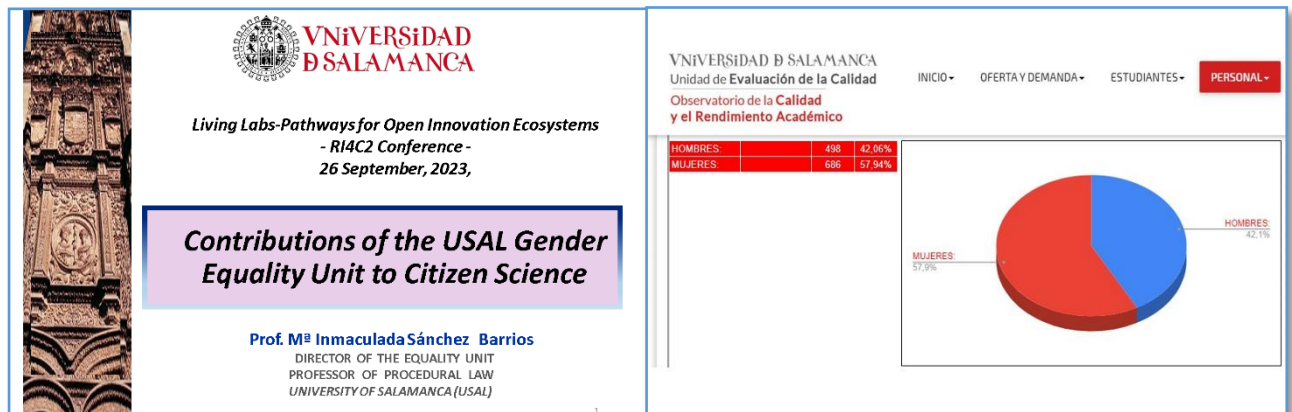 VNiVERSiDAD
D SALAMANCA
Living Labs-Pathways for Open Innovation Ecosystems
- RI4C2 Conference -
26 September, 2023,
Contributions of the USAL Gender
Equality Unit to Citizen Science
Prof. Mª Inmaculada Sánchez Barrios
DIRECTOR OF THE EQUALITY UNIT
PROFESSOR OF PROCEDURAL LAW
UNIVERSITY OF SALAMANCA (USAL)
1
VNiVERSiDAD D SALAMANCA
Unidad de Evaluación de la Calidad
Observatorio de la Calidad
y el Rendimiento Académico
INICIO OFERTA Y DEMANDA ESTUDIANTES PERSONAL
HOMBRES: 498 42,06%
MUJERES: 686 57,94%
HOMBRES:
42,1%
MUJERES:
57,9%